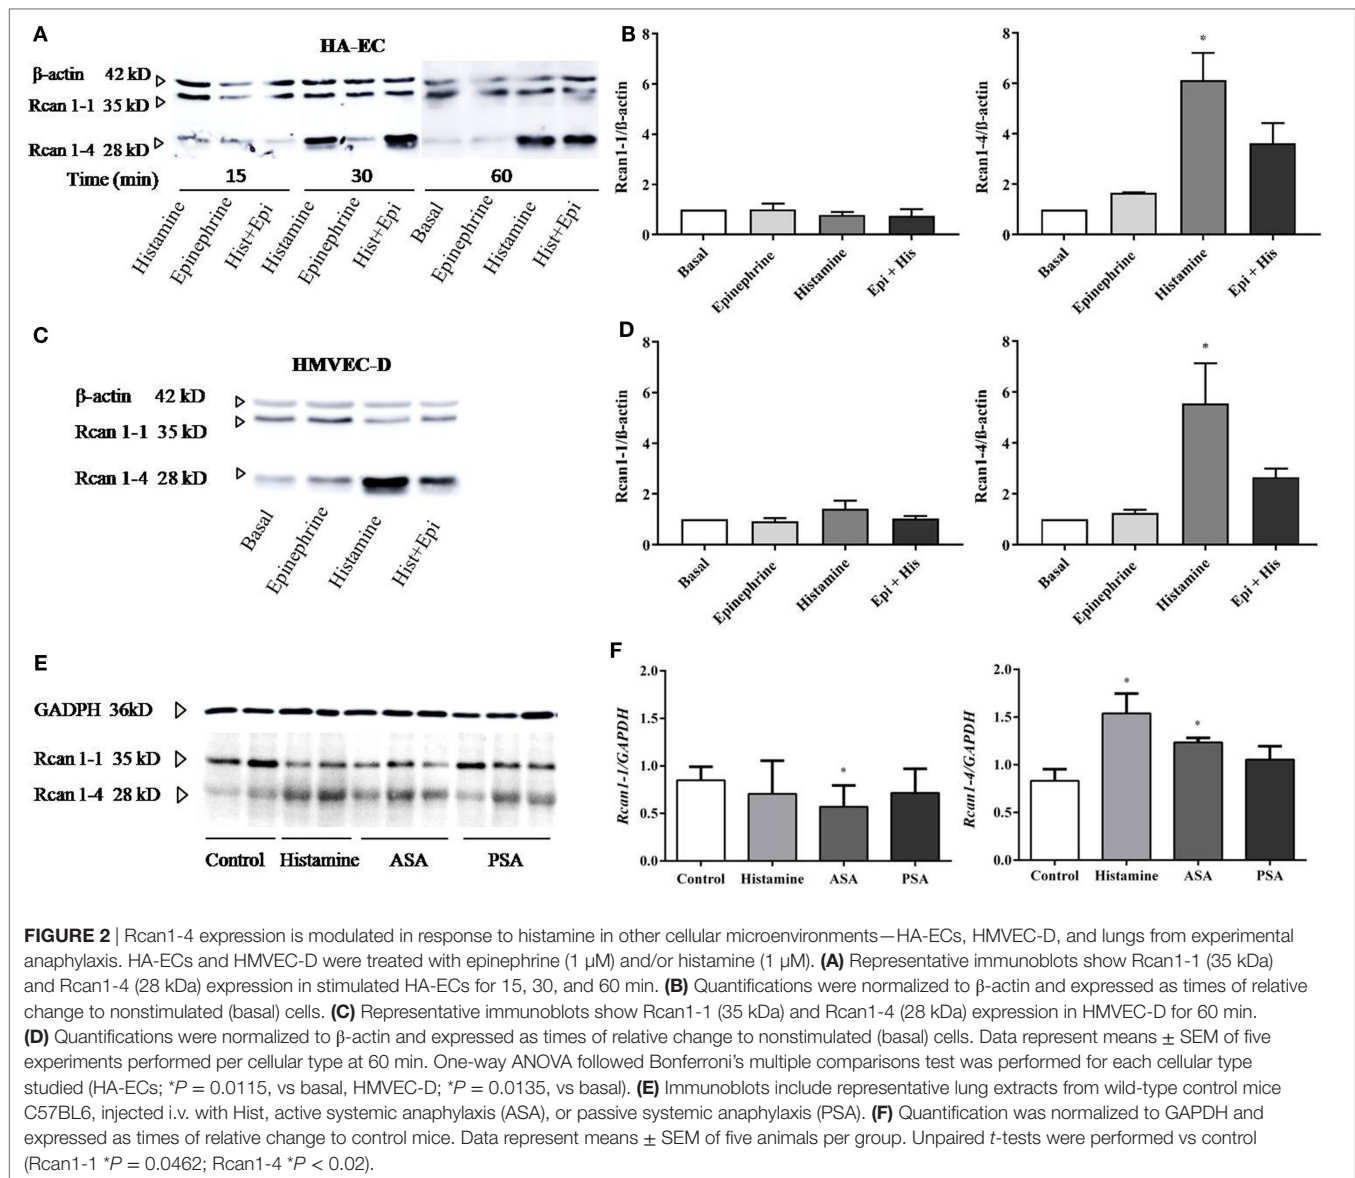 A
HA-EC
β-actin 42 kD
Rcan 1-1 35 kD
Rcan 1-4 28 kD
Time (min) 15 30 60
Histamine Epinephrine Hist+Epi Histamine Epinephrine Hist+Epi Basal Epinephrine Histamine Hist+Epi
B
Rcan1-1/ß-actin
8
6
4
2
0
Basal Epinephrine Histamine Epi + His
Rcan1-4/ß-actin
8
6
4
2
0
*
Basal Epinephrine Histamine Epi + His
C
HMVEC-D
β-actin 42 kD
Rcan 1-1 35 kD
Rcan 1-4 28 kD
Basal Epinephrine Histamine Hist+Epi
D
Rcan1-1/ß-actin
8
6
4
2
0
Basal Epinephrine Histamine Epi + His
Rcan1-4/ß-actin
8
6
4
2
0
*
Basal Epinephrine Histamine Epi + His
E
GADPH 36kD
Rcan 1-1 35 kD
Rcan 1-4 28 kD
Control Histamine ASA PSA
F
Rcan1-1/GAPDH
2.0
1.5
1.0
0.5
0.0
*
Control Histamine ASA PSA
Rcan1-4/GAPDH
2.0
1.5
1.0
0.5
0.0
* *
Control Histamine ASA PSA
FIGURE 2 | Rcan1-4 expression is modulated in response to histamine in other cellular microenvironments—HA-ECs, HMVEC-D, and lungs from experimental
anaphylaxis. HA-ECs and HMVEC-D were treated with epinephrine (1 μM) and/or histamine (1 μM). (A) Representative immunoblots show Rcan1-1 (35 kDa)
and Rcan1-4 (28 kDa) expression in stimulated HA-ECs for 15, 30, and 60 min. (B) Quantifications were normalized to β-actin and expressed as times of relative
change to nonstimulated (basal) cells. (C) Representative immunoblots show Rcan1-1 (35 kDa) and Rcan1-4 (28 kDa) expression in HMVEC-D for 60 min.
(D) Quantifications were normalized to β-actin and expressed as times of relative change to nonstimulated (basal) cells. Data represent means ± SEM of five
experiments performed per cellular type at 60 min. One-way ANOVA followed Bonferroni's multiple comparisons test was performed for each cellular type
studied (HA-ECs; *P = 0.0115, vs basal, HMVEC-D; *P = 0.0135, vs basal). (E) Immunoblots include representative lung extracts from wild-type control mice
C57BL6, injected i.v. with Hist, active systemic anaphylaxis (ASA), or passive systemic anaphylaxis (PSA). (F) Quantification was normalized to GAPDH and
expressed as times of relative change to control mice. Data represent means ± SEM of five animals per group. Unpaired t-tests were performed vs control
(Rcan1-1 *P = 0.0462; Rcan1-4 *P < 0.02).